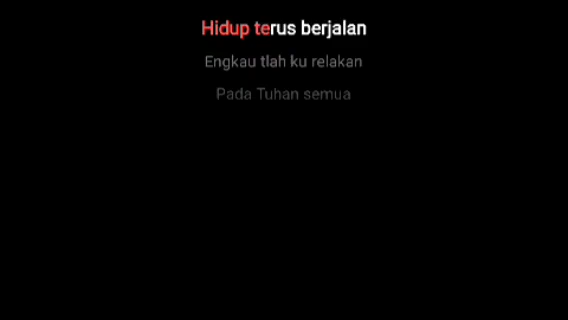 Hidup terus berjalan
Engkau tlah ku relakan
Pada Tuhan semua